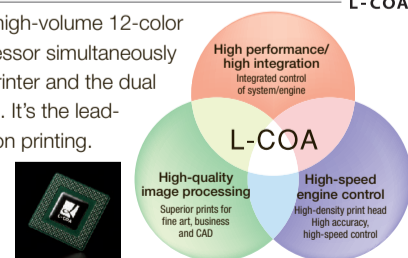 L-COA
high-volume 12-color
essor simultaneously
rinter and the dual
. It's the lead-
on printing.
High performance/
high integration
Integrated control
of system/engine
L-COA
High-quality
image processing
Superior prints for
fine art, business
and CAD
High-speed
engine control
High-density print head
High accuracy,
high-speed control
L-COA